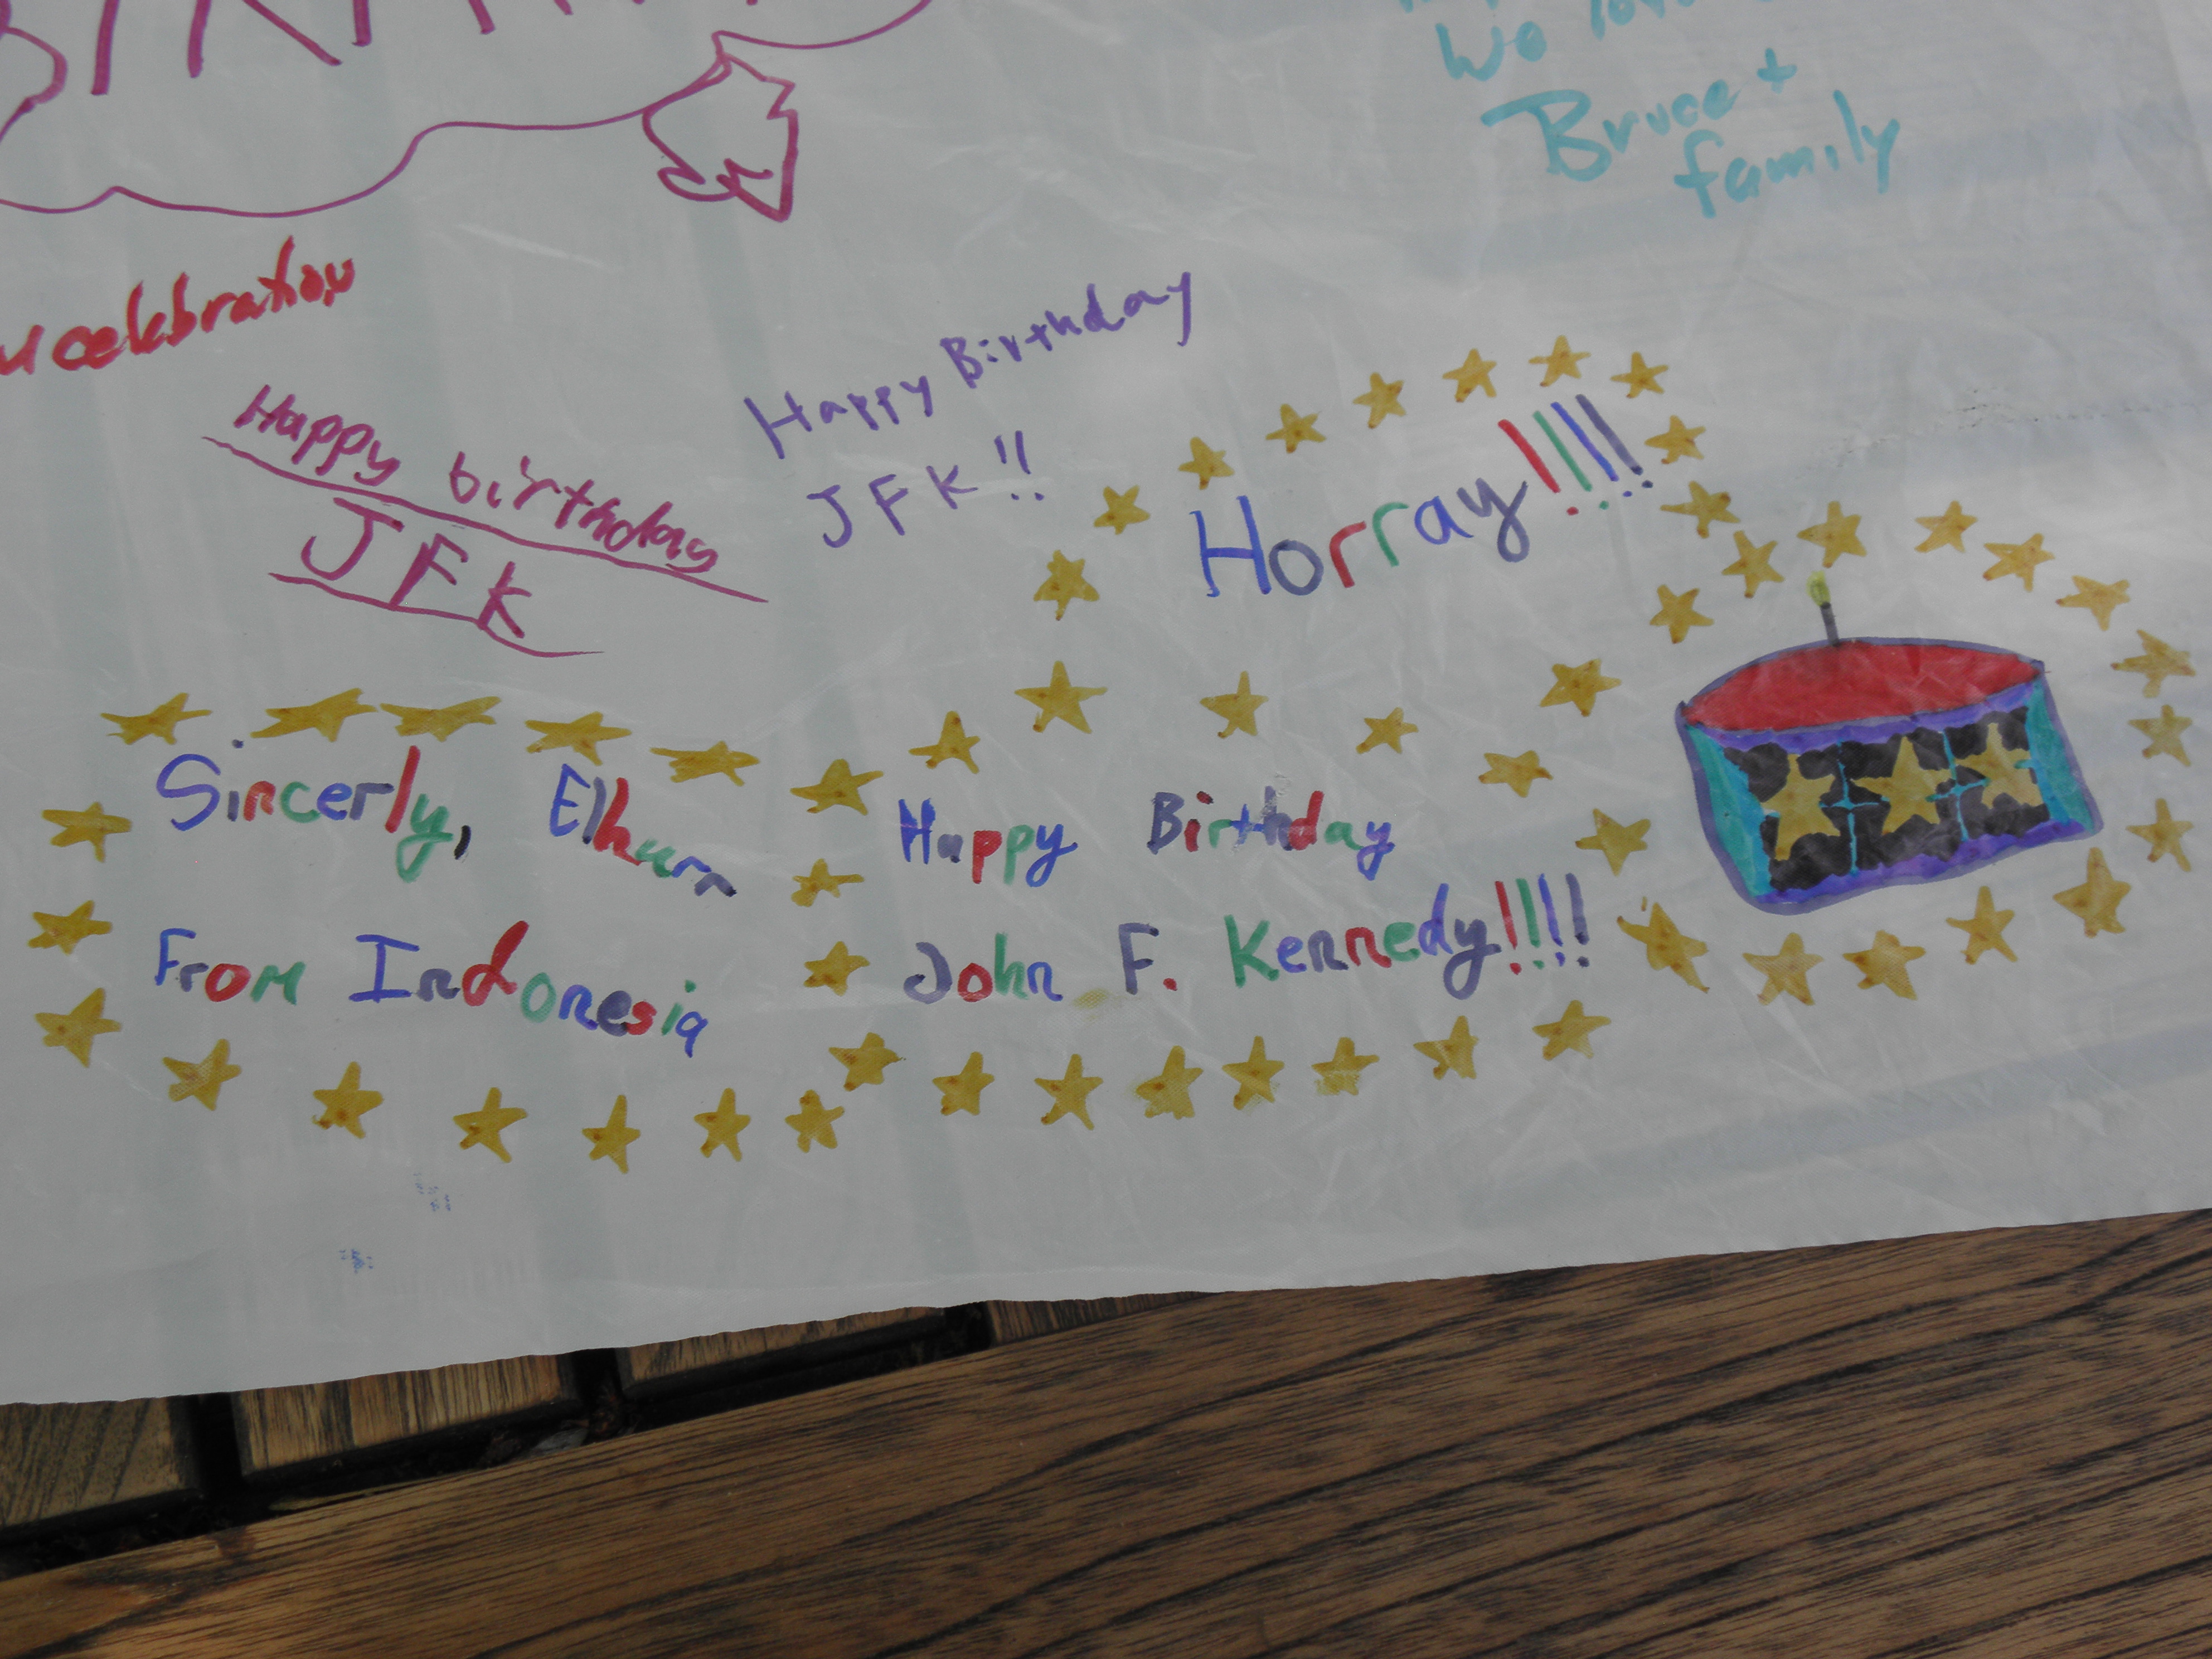 We
Bruce +
family
celebration
Happy Birthday
JFK!!
Happy birthday
JFK
Horray!!!!
Sincerly,
From Indonesia
Happy Birthday
John F. Kennedy!!!!